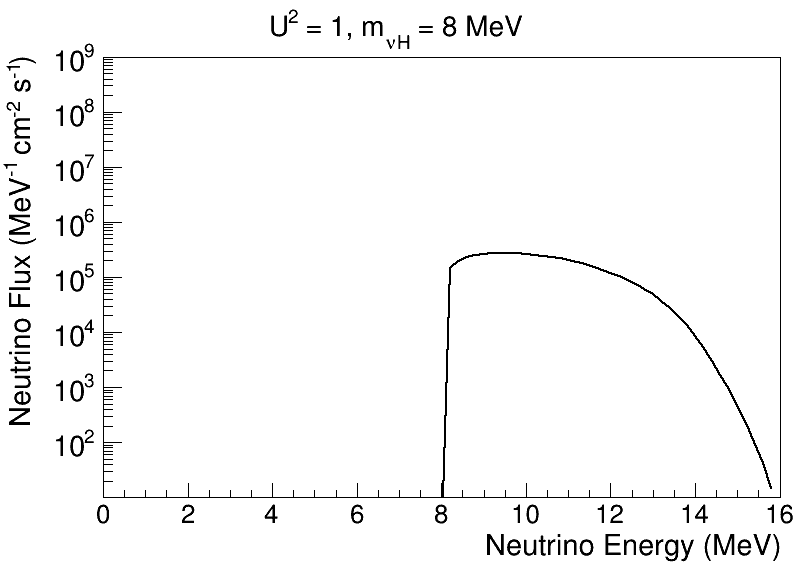 U² = 1, m_νH = 8 MeV
Neutrino Flux (MeV⁻¹ cm⁻² s⁻¹)
10⁹
10⁸
10⁷
10⁶
10⁵
10⁴
10³
10²
0 2 4 6 8 10 12 14 16
Neutrino Energy (MeV)